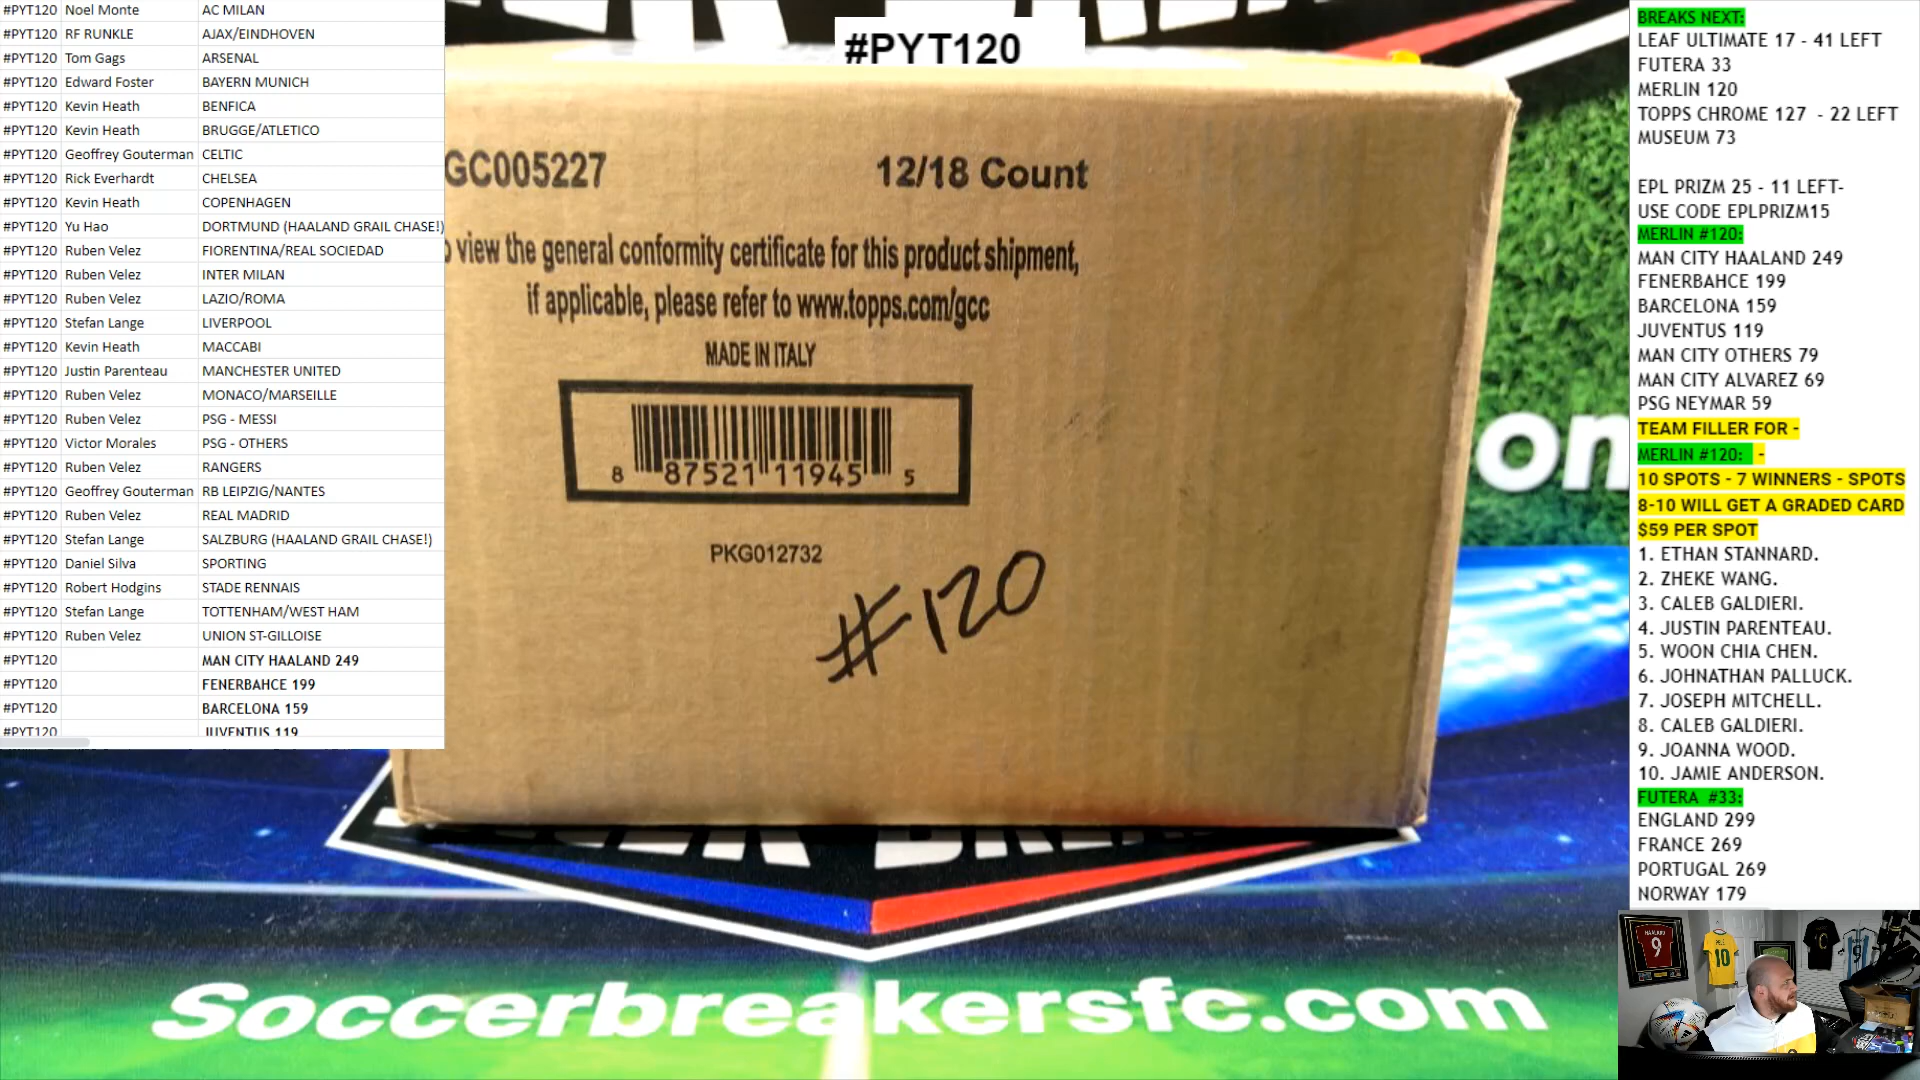 #PYT120 Noel Monte AC MILAN
#PYT120 RF RUNKLE AJAX/EINDHOVEN
#PYT120 Tom Gags ARSENAL
#PYT120 Edward Foster BAYERN MUNICH
#PYT120 Kevin Heath BENFICA
#PYT120 Kevin Heath BRUGGE/ATLETICO
#PYT120 Geoffrey Gouterman CELTIC
#PYT120 Rick Everhardt CHELSEA
#PYT120 Kevin Heath COPENHAGEN
#PYT120 Yu Hao DORTMUND (HAALAND GRAIL CHASE!)
#PYT120 Ruben Velez FIORENTINA/REAL SOCIEDAD
#PYT120 Ruben Velez INTER MILAN
#PYT120 Ruben Velez LAZIO/ROMA
#PYT120 Stefan Lange LIVERPOOL
#PYT120 Kevin Heath MACCABI
#PYT120 Justin Parenteau MANCHESTER UNITED
#PYT120 Ruben Velez MONACO/MARSEILLE
#PYT120 Ruben Velez PSG - MESSI
#PYT120 Victor Morales PSG - OTHERS
#PYT120 Ruben Velez RANGERS
#PYT120 Geoffrey Gouterman RB LEIPZIG/NANTES
#PYT120 Ruben Velez REAL MADRID
#PYT120 Stefan Lange SALZBURG (HAALAND GRAIL CHASE!)
#PYT120 Daniel Silva SPORTING
#PYT120 Robert Hodgins STADE RENNAIS
#PYT120 Stefan Lange TOTTENHAM/WEST HAM
#PYT120 Ruben Velez UNION ST-GILLOISE
#PYT120 MAN CITY HAALAND 249
#PYT120 FENERBAHCE 199
#PYT120 BARCELONA 159
#PYT120 JUVENTUS 119
#PYT120
GC005227 12/18 Count
view the general conformity certificate for this product shipment,
if applicable, please refer to www.topps.com/gcc
MADE IN ITALY
8 87521 11945 5
PKG012732
#120
on
Soccerbreakersfc.com
BREAKS NEXT:
LEAF ULTIMATE 17 - 41 LEFT
FUTERA 33
MERLIN 120
TOPPS CHROME 127 - 22 LEFT
MUSEUM 73
EPL PRIZM 25 - 11 LEFT-
USE CODE EPLPRIZM15
MERLIN #120:
MAN CITY HAALAND 249
FENERBAHCE 199
BARCELONA 159
JUVENTUS 119
MAN CITY OTHERS 79
MAN CITY ALVAREZ 69
PSG NEYMAR 59
TEAM FILLER FOR -
MERLIN #120: -
10 SPOTS - 7 WINNERS - SPOTS
8-10 WILL GET A GRADED CARD
$59 PER SPOT
1. ETHAN STANNARD.
2. ZHEKE WANG.
3. CALEB GALDIERI.
4. JUSTIN PARENTEAU.
5. WOON CHIA CHEN.
6. JOHNATHAN PALLUCK.
7. JOSEPH MITCHELL.
8. CALEB GALDIERI.
9. JOANNA WOOD.
10. JAMIE ANDERSON.
FUTERA #33:
ENGLAND 299
FRANCE 269
PORTUGAL 269
NORWAY 179
HAALAND
9
10
9